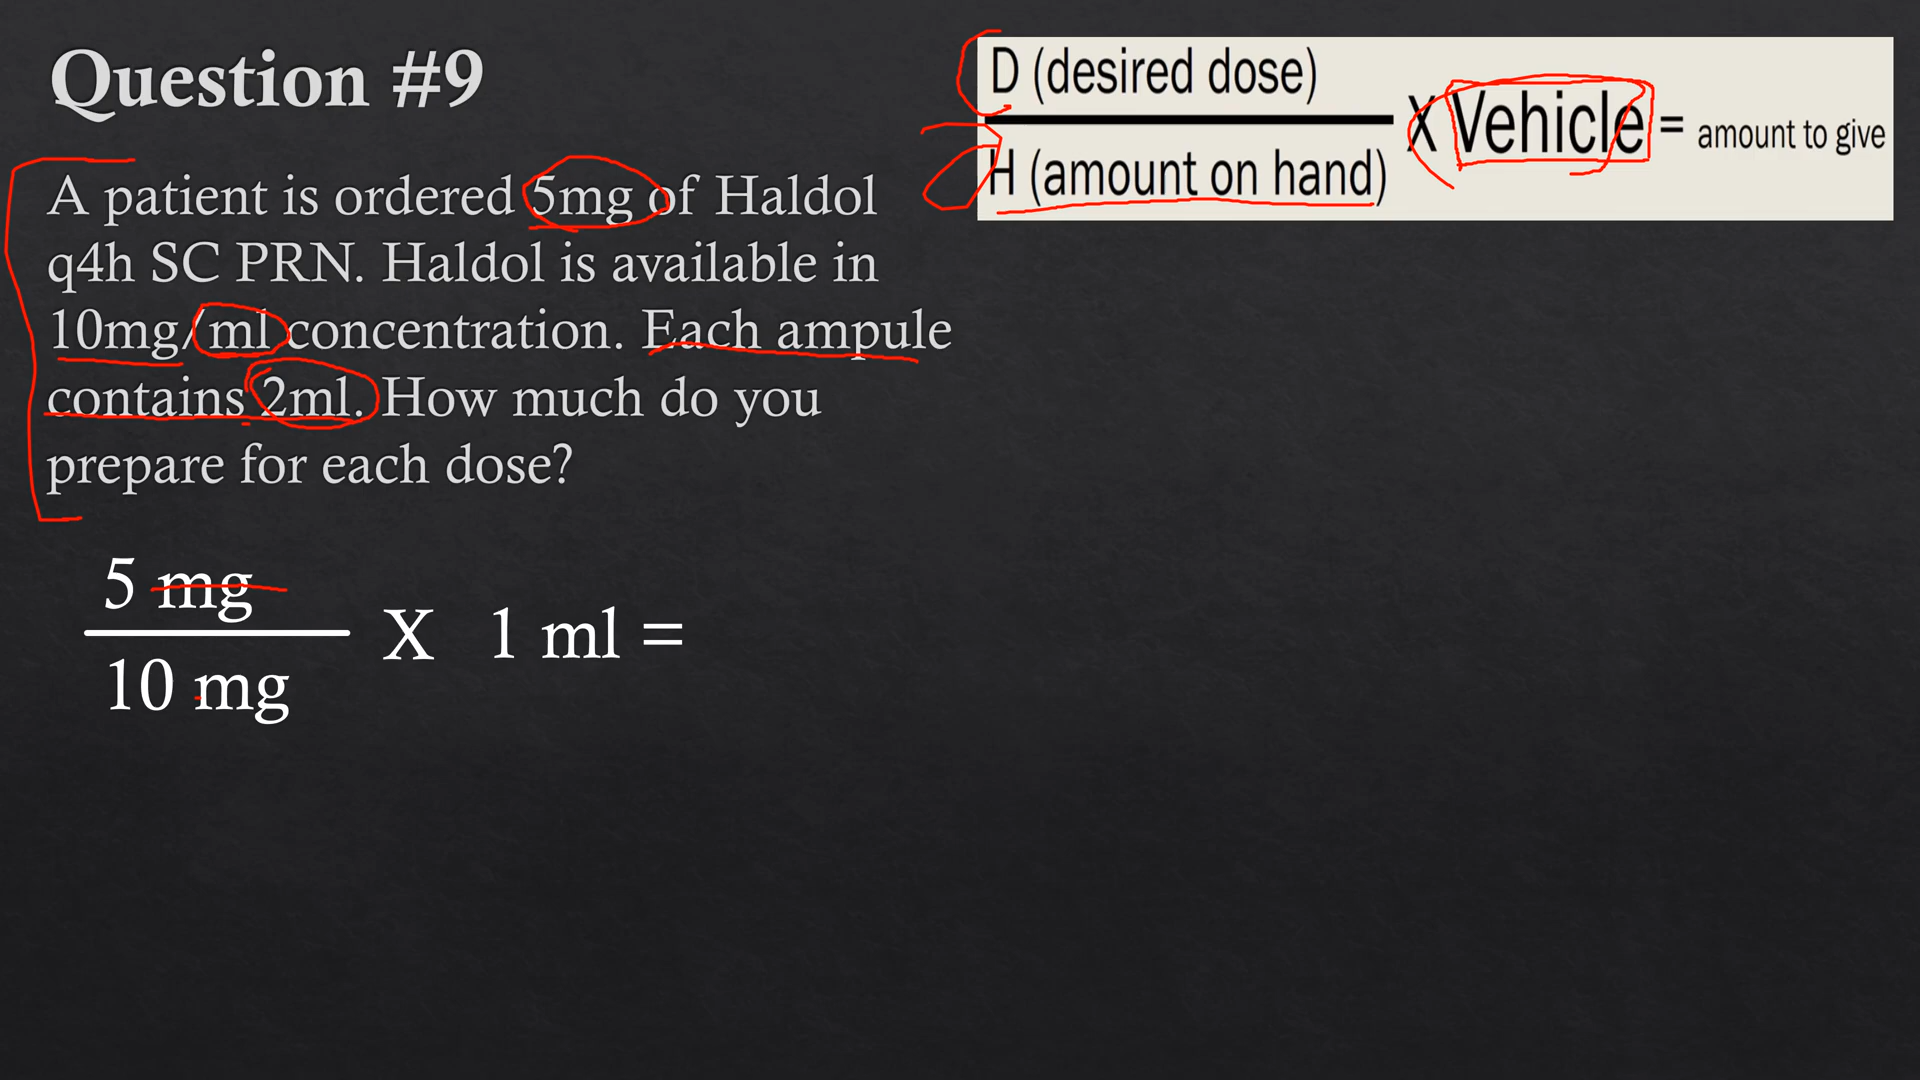 Question #9
D (desired dose)
H (amount on hand)
X Vehicle = amount to give
A patient is ordered 5mg of Haldol
q4h SC PRN. Haldol is available in
10mg/ml concentration. Each ampule
contains 2ml. How much do you
prepare for each dose?
5 mg
10 mg
X 1 ml =